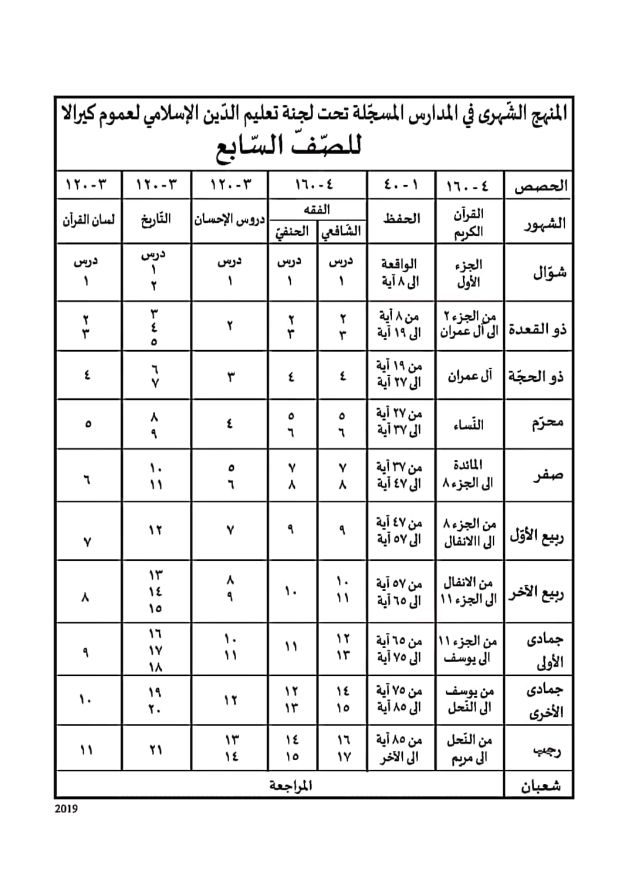 المنهج الشّهرى في المدارس المسجّلة تحت لجنة تعليم الدّين الإسلامي لعموم كيرالا
للصّفّ السّابع
الحصص ٤-١٦٠ ١-٤٠ ٤-١٦٠ ٣-١٢٠ ٣-١٢٠ ٣-١٢٠
الشهور القرآن الكريم الحفظ الفقه دروس الإحسان التّاريخ لسان القرآن
الشّافعي الحنفيّ
شوّال الجزء الواقعة درس درس درس درس درس
الأول الى ٨ آية ١ ١ ١ ١ ٢ ١
ذو القعدة من الجزء ٢ من ٨ آية ٢ ٢ ٢ ٣ ٤ ٥ ٢
الى آل عمران الى ١٩ آية ٣ ٣ ٣
ذو الحجّة آل عمران من ١٩ آية ٤ ٤ ٣ ٦ ٧ ٤
الى ٢٧ آية
محرّم النّساء من ٢٧ آية ٥ ٥ ٤ ٨ ٩ ٥
الى ٣٧ آية ٦ ٦
صفر المائدة من ٣٧ آية ٧ ٧ ٥ ١٠ ٦
الى الجزء ٨ الى ٤٧ آية ٨ ٨ ٦ ١١
ربيع الأوّل من الجزء ٨ من ٤٧ آية ٩ ٩ ٧ ١٢ ٧
الى االانفال الى ٥٧ آية
ربيع الآخر من الانفال من ٥٧ آية ١٠ ١٠ ٨ ١٣ ١٤ ١٥ ٨
الى الجزء ١١ الى ٦٥ آية ١١ ٩
جمادى من الجزء ١١ من ٦٥ آية ١٢ ١١ ١٠ ١٦ ١٧ ١٨ ٩
الأولى الى يوسف الى ٧٥ آية ١٣ ١١
جمادى من يوسف من ٧٥ آية ١٤ ١٢ ١٢ ١٩ ١٠
الأخرى الى النّحل الى ٨٥ آية ١٥ ١٣ ٢٠
رجب من النّحل من ٨٥ آية ١٦ ١٤ ١٣ ٢١ ١١
الى مريم الى الآخر ١٧ ١٥ ١٤
شعبان المراجعة
2019